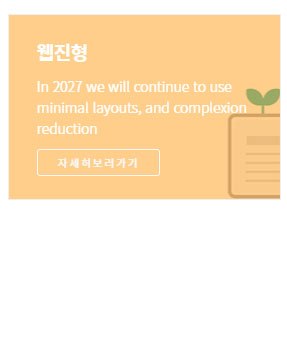 웹진형
In 2027 we will continue to use
minimal layouts, and complexion
reduction
자세히보러가기